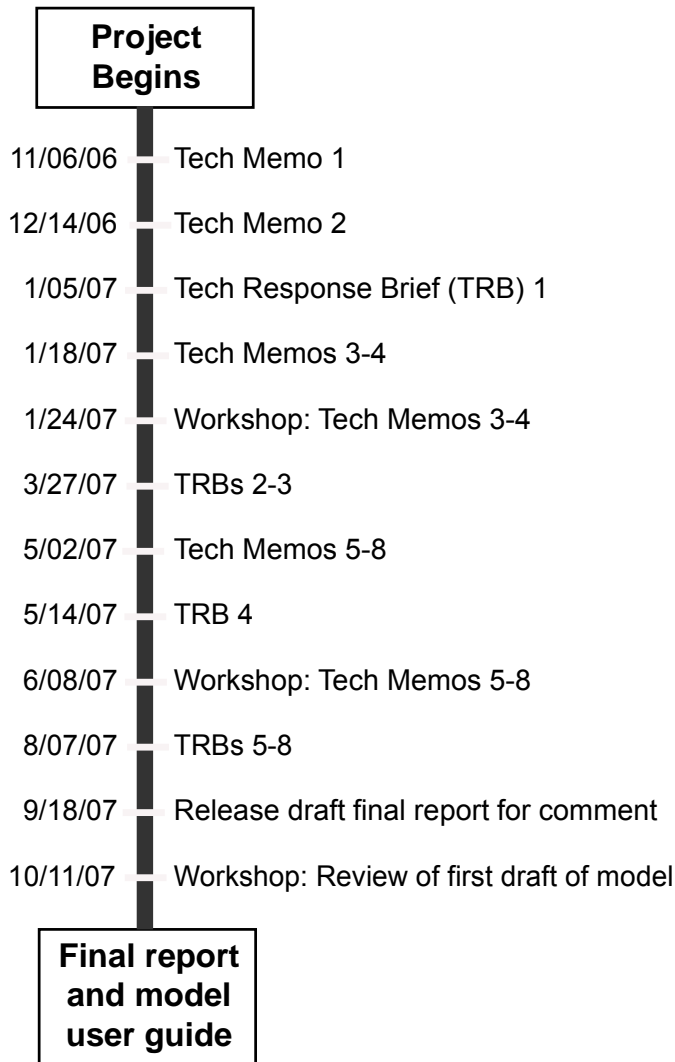 Project
Begins
11/06/06 Tech Memo 1
12/14/06 Tech Memo 2
1/05/07 Tech Response Brief (TRB) 1
1/18/07 Tech Memos 3-4
1/24/07 Workshop: Tech Memos 3-4
3/27/07 TRBs 2-3
5/02/07 Tech Memos 5-8
5/14/07 TRB 4
6/08/07 Workshop: Tech Memos 5-8
8/07/07 TRBs 5-8
9/18/07 Release draft final report for comment
10/11/07 Workshop: Review of first draft of model
Final report
and model
user guide